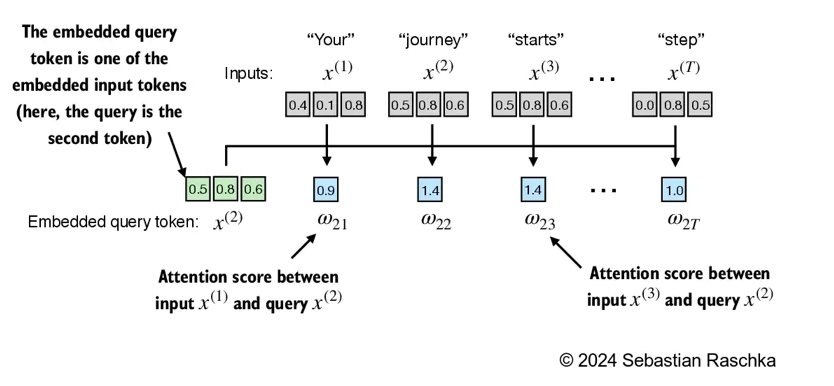 The embedded query
token is one of the
embedded input tokens
(here, the query is the
second token)
“Your” “journey” “starts” “step”
Inputs: x(1) x(2) x(3) ... x(T)
0.4 0.1 0.8 0.5 0.8 0.6 0.5 0.8 0.6 0.0 0.8 0.5
0.5 0.8 0.6 0.9 1.4 1.4 ... 1.0
Embedded query token: x(2) ω21 ω22 ω23 ω2T
Attention score between
input x(1) and query x(2)
Attention score between
input x(3) and query x(2)
© 2024 Sebastian Raschka